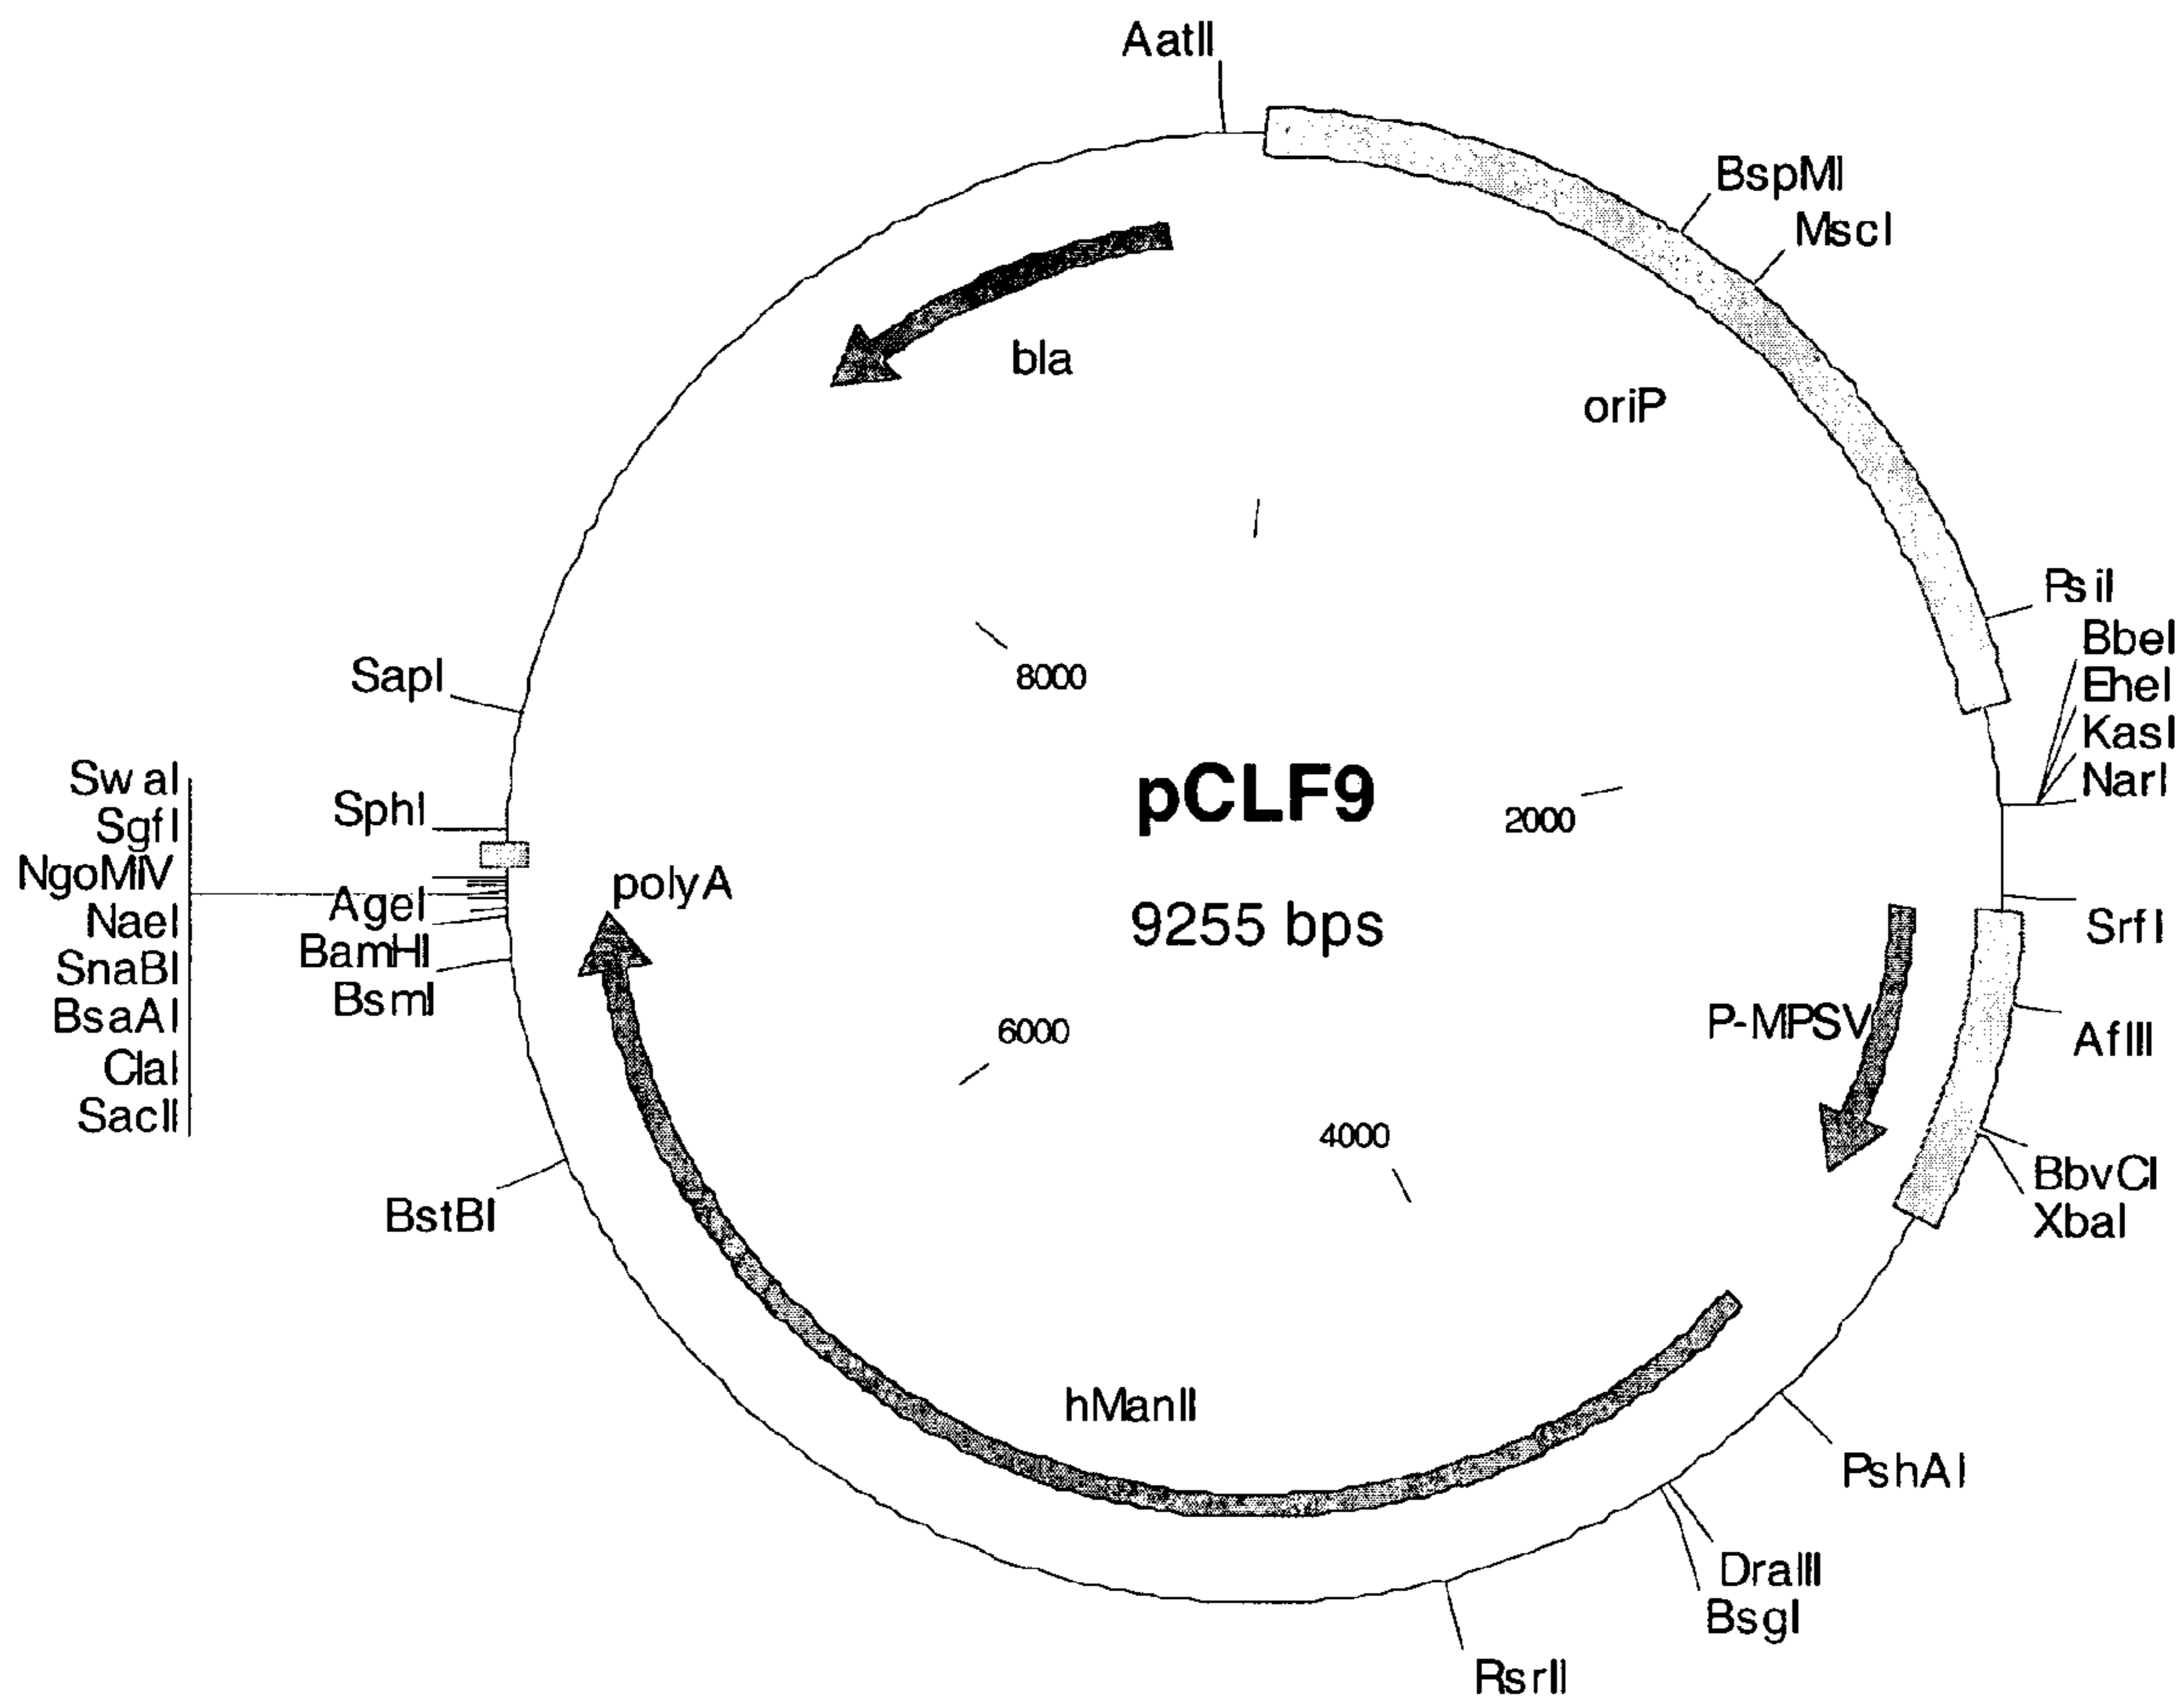 AatII
BspMI
MscI
bla
oriP
PsiI
BbeI
EheI
KasI
NarI
8000
SapI
SwaI
SgfI
NgoMIV
NaeI
SnaBI
BsaAI
ClaI
SacII
SphI
AgeI
BamHI
BsmI
polyA
pCLF9
9255 bps
2000
SrfI
P-MPSV
AflII
6000
4000
BbvCI
XbaI
BstBI
hManII
PshAI
DraIII
BsgI
RsrII